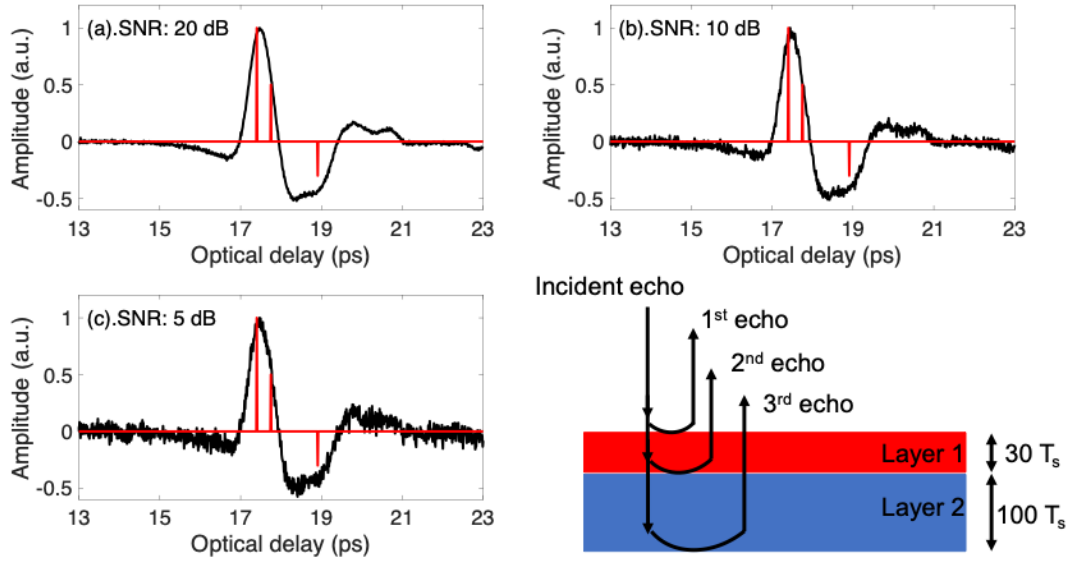 (a).SNR: 20 dB
Amplitude (a.u.)
1
0.5
0
-0.5
13 15 17 19 21 23
Optical delay (ps)
(b).SNR: 10 dB
Amplitude (a.u.)
1
0.5
0
-0.5
13 15 17 19 21 23
Optical delay (ps)
(c).SNR: 5 dB
Amplitude (a.u.)
1
0.5
0
-0.5
13 15 17 19 21 23
Optical delay (ps)
Incident echo
1st echo
2nd echo
3rd echo
Layer 1
30 Ts
Layer 2
100 Ts